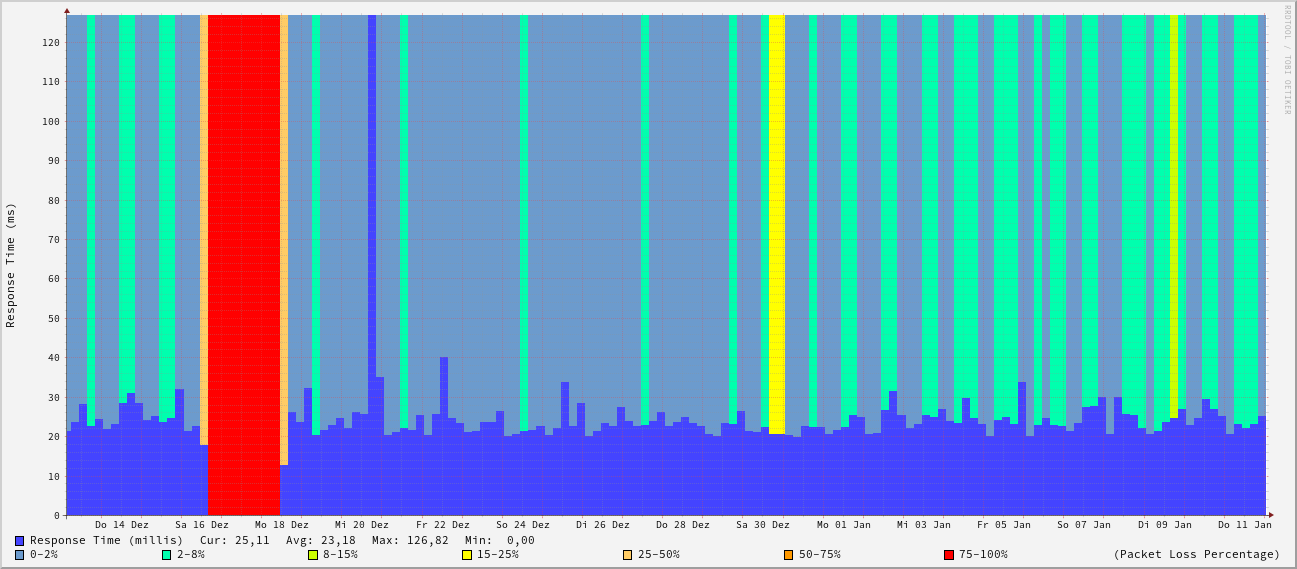 RRDTOOL / TOBI OETIKER
Response Time (ms)
120
110
100
90
80
70
60
50
40
30
20
10
0
Do 14 Dez Sa 16 Dez Mo 18 Dez Mi 20 Dez Fr 22 Dez So 24 Dez Di 26 Dez Do 28 Dez Sa 30 Dez Mo 01 Jan Mi 03 Jan Fr 05 Jan So 07 Jan Di 09 Jan Do 11 Jan
Response Time (millis) Cur: 25,11 Avg: 23,18 Max: 126,82 Min: 0,00
0-2% 2-8% 8-15% 15-25% 25-50% 50-75% 75-100% (Packet Loss Percentage)